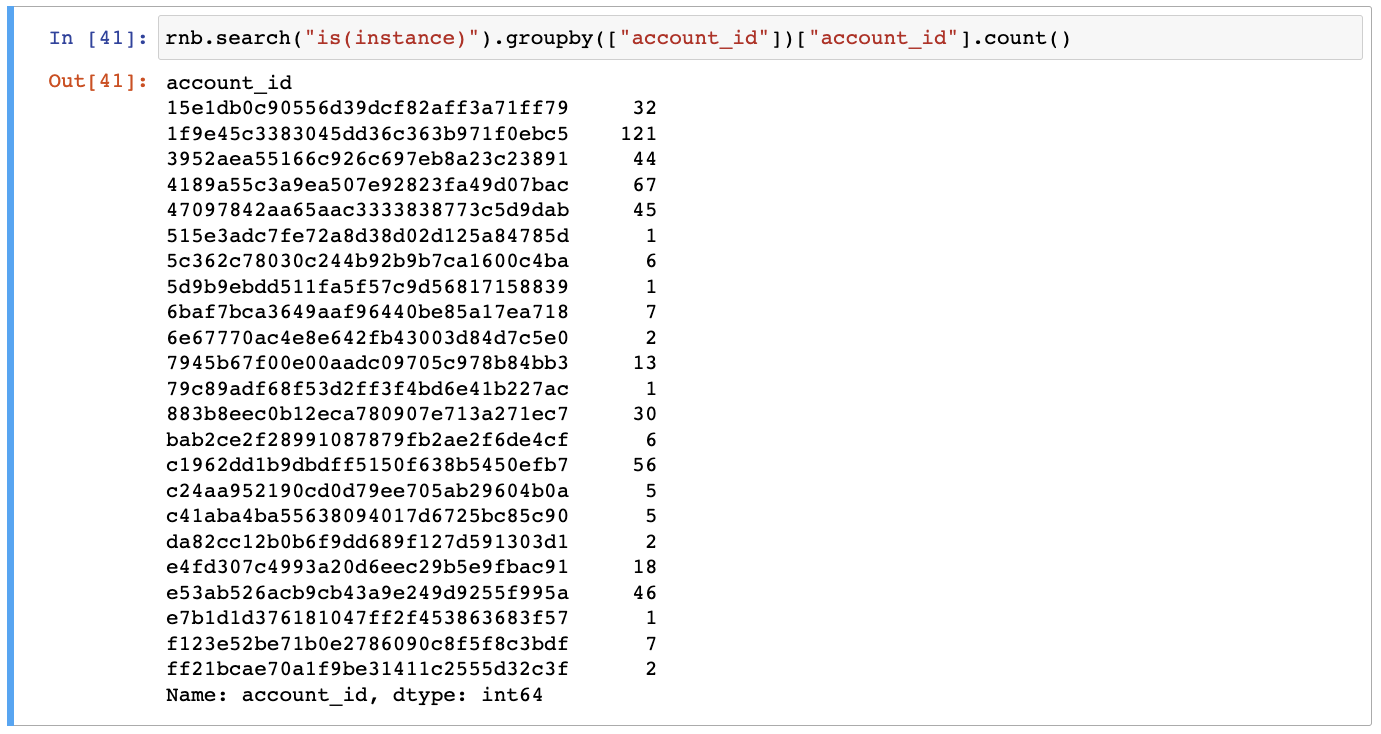 In [41]: rnb.search("is(instance)").groupby(["account_id"])["account_id"].count()
Out[41]: account_id
15e1db0c90556d39dcf82aff3a71ff79 32
1f9e45c3383045dd36c363b971f0ebc5 121
3952aea55166c926c697eb8a23c23891 44
4189a55c3a9ea507e92823fa49d07bac 67
47097842aa65aac3333838773c5d9dab 45
515e3adc7fe72a8d38d02d125a84785d 1
5c362c78030c244b92b9b7ca1600c4ba 6
5d9b9ebdd511fa5f57c9d56817158839 1
6baf7bca3649aaf96440be85a17ea718 7
6e67770ac4e8e642fb43003d84d7c5e0 2
7945b67f00e00aadc09705c978b84bb3 13
79c89adf68f53d2ff3f4bd6e41b227ac 1
883b8eec0b12eca780907e713a271ec7 30
bab2ce2f28991087879fb2ae2f6de4cf 6
c1962dd1b9dbdff5150f638b5450efb7 56
c24aa952190cd0d79ee705ab29604b0a 5
c41aba4ba55638094017d6725bc85c90 5
da82cc12b0b6f9dd689f127d591303d1 2
e4fd307c4993a20d6eec29b5e9fbac91 18
e53ab526acb9cb43a9e249d9255f995a 46
e7b1d1d376181047ff2f453863683f57 1
f123e52be71b0e2786090c8f5f8c3bdf 7
ff21bcae70a1f9be31411c2555d32c3f 2
Name: account_id, dtype: int64